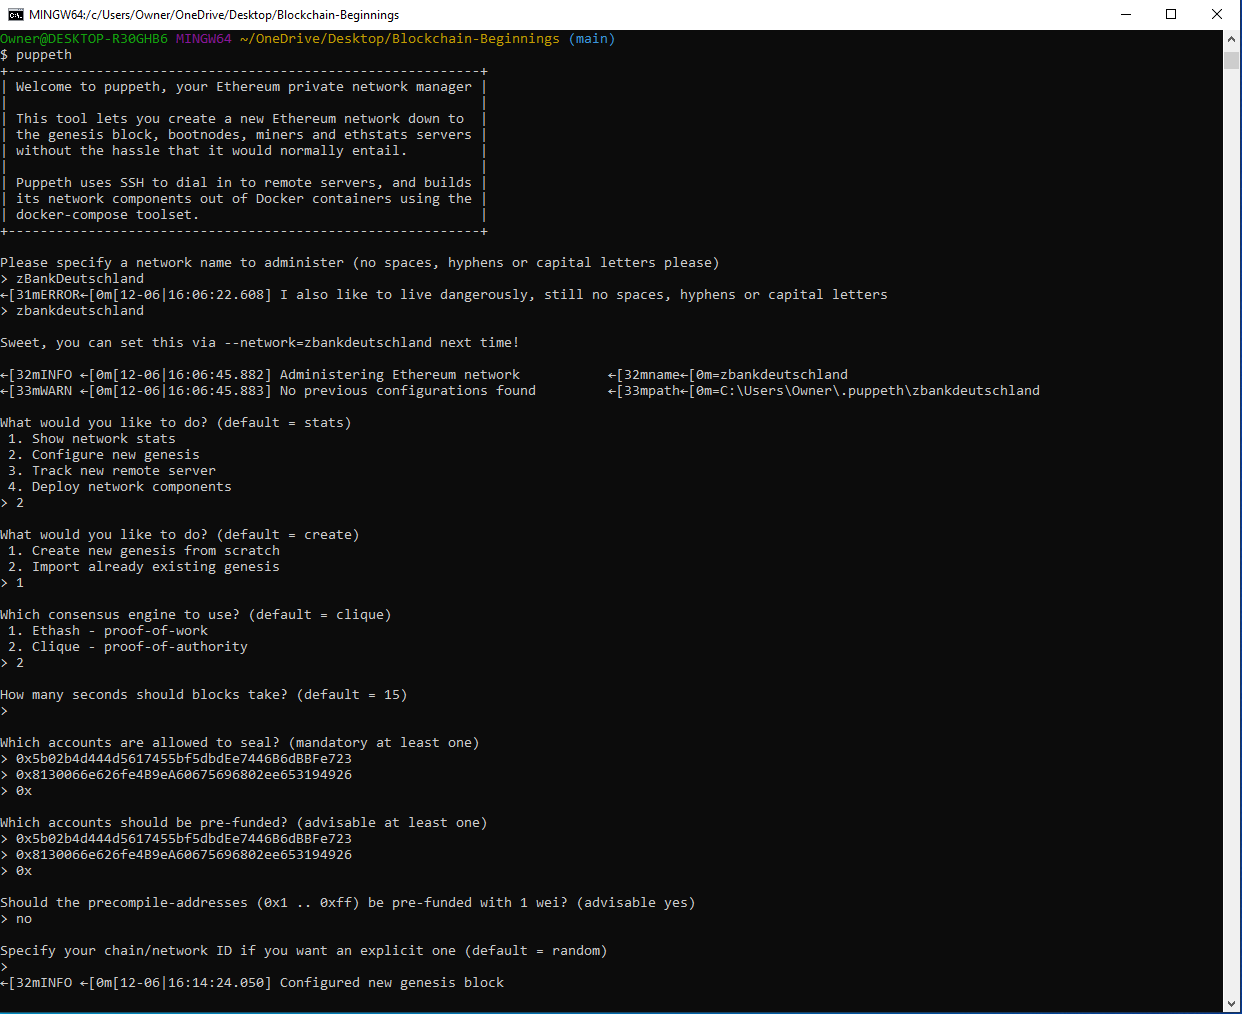 MINGW64:/c/Users/Owner/OneDrive/Desktop/Blockchain-Beginnings
Owner@DESKTOP-R30GHB6 MINGW64 ~/OneDrive/Desktop/Blockchain-Beginnings (main)
$ puppeth
+-----------------------------------------------------------+
| Welcome to puppeth, your Ethereum private network manager |
|                                                           |
| This tool lets you create a new Ethereum network down to  |
| the genesis block, bootnodes, miners and ethstats servers |
| without the hassle that it would normally entail.         |
|                                                           |
| Puppeth uses SSH to dial in to remote servers, and builds |
| its network components out of Docker containers using the |
| docker-compose toolset.                                   |
+-----------------------------------------------------------+
Please specify a network name to administer (no spaces, hyphens or capital letters please)
> zBankDeutschland
←[31mERROR←[0m[12-06|16:06:22.608] I also like to live dangerously, still no spaces, hyphens or capital letters
> zbankdeutschland
Sweet, you can set this via --network=zbankdeutschland next time!
←[32mINFO ←[0m[12-06|16:06:45.882] Administering Ethereum network           ←[32mname←[0m=zbankdeutschland
←[33mWARN ←[0m[12-06|16:06:45.883] No previous configurations found         ←[33mpath←[0m=C:\Users\Owner\.puppeth\zbankdeutschland
What would you like to do? (default = stats)
 1. Show network stats
 2. Configure new genesis
 3. Track new remote server
 4. Deploy network components
> 2
What would you like to do? (default = create)
 1. Create new genesis from scratch
 2. Import already existing genesis
> 1
Which consensus engine to use? (default = clique)
 1. Ethash - proof-of-work
 2. Clique - proof-of-authority
> 2
How many seconds should blocks take? (default = 15)
>
Which accounts are allowed to seal? (mandatory at least one)
> 0x5b02b4d444d5617455bf5dbdEe7446B6dBBFe723
> 0x8130066e626fe4B9eA60675696802ee653194926
> 0x
Which accounts should be pre-funded? (advisable at least one)
> 0x5b02b4d444d5617455bf5dbdEe7446B6dBBFe723
> 0x8130066e626fe4B9eA60675696802ee653194926
> 0x
Should the precompile-addresses (0x1 .. 0xff) be pre-funded with 1 wei? (advisable yes)
> no
Specify your chain/network ID if you want an explicit one (default = random)
>
←[32mINFO ←[0m[12-06|16:14:24.050] Configured new genesis block